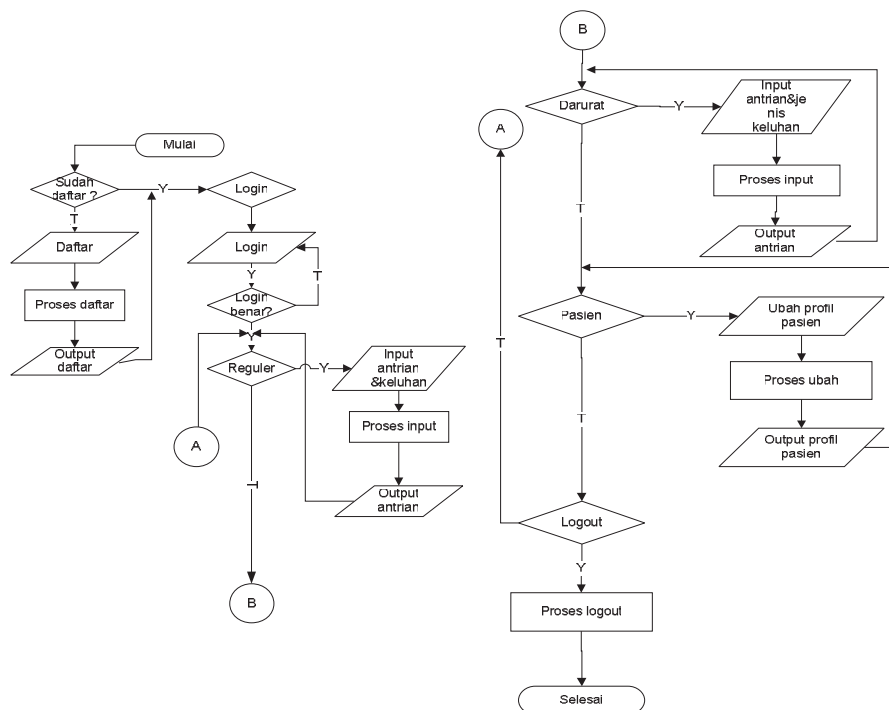 Mulai
Sudah
daftar ?
Y
T
Daftar
Proses daftar
Output
daftar
Login
Login
Y
T
Login
benar?
Y
Reguler
Y
Input
antrian
&keluhan
Proses input
Output
antrian
A
T
B
B
Darurat
Y
Input
antrian&je
nis
keluhan
Proses input
Output
antrian
A
T
T
Pasien
Y
Ubah profil
pasien
Proses ubah
Output profil
pasien
T
Logout
Y
Proses logout
Selesai